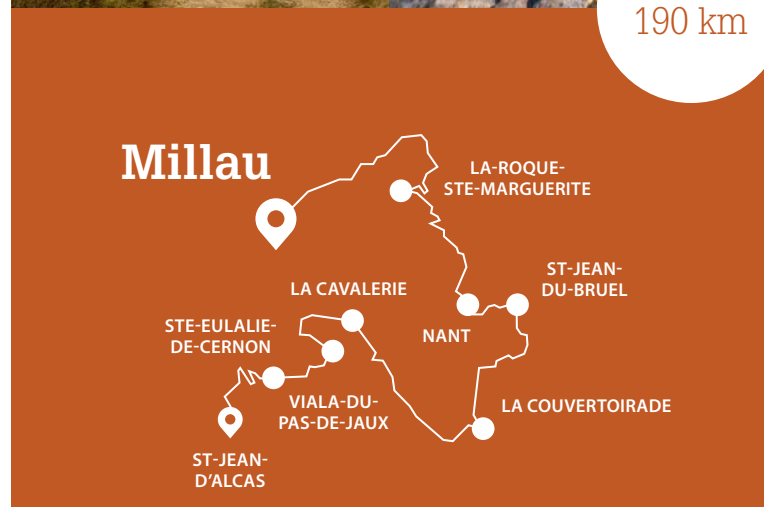 190 km
Millau
LA-ROQUE-
STE-MARGUERITE
ST-JEAN-
DU-BRUEL
LA CAVALERIE
STE-EULALIE-
DE-CERNON
NANT
VIALA-DU-
PAS-DE-JAUX
LA COUVERTOIRADE
ST-JEAN-
D'ALCAS